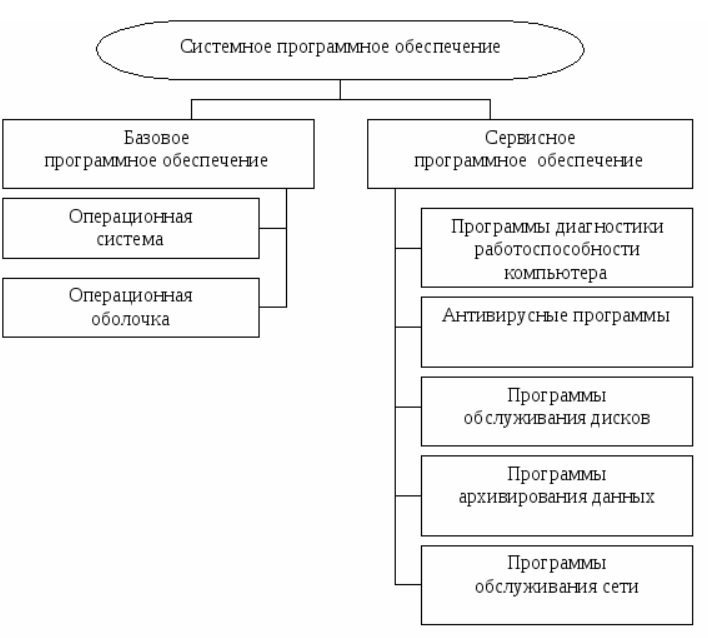 Системное программное обеспечение
Базовое
программное обеспечение
Операционная
система
Операционная
оболочка
Сервисное
программное обеспечение
Программы диагностики
работоспособности
компьютера
Антивирусные программы
Программы
обслуживания дисков
Программы
архивирования данных
Программы
обслуживания сети